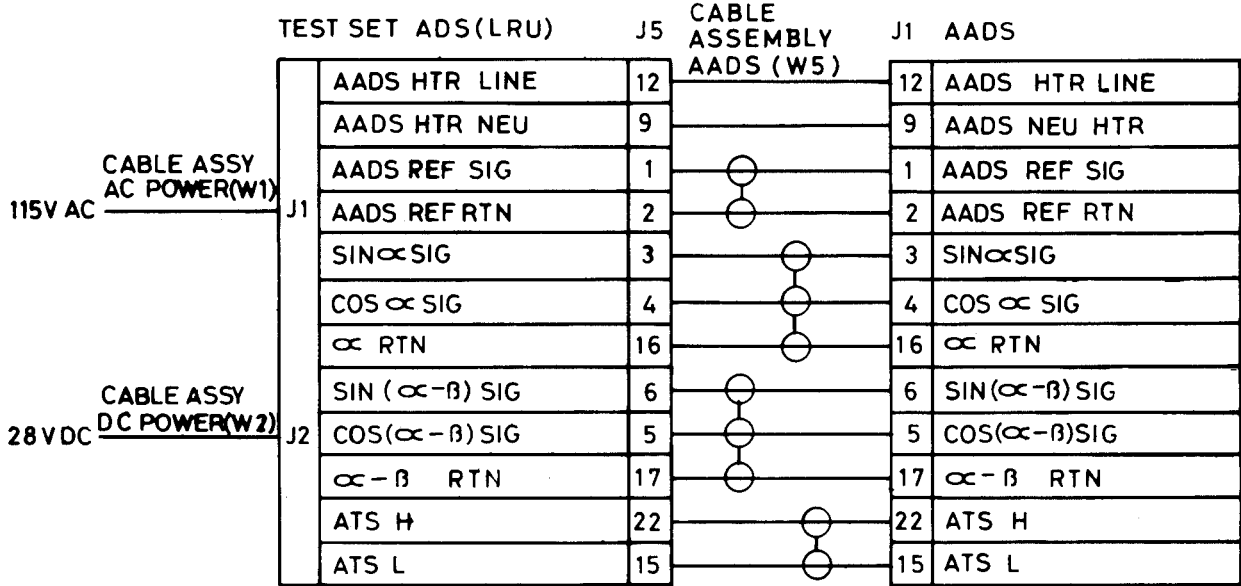 TEST SET ADS(LRU) J5 CABLE ASSEMBLY AADS (W5) J1 AADS
AADS HTR LINE 12 12 AADS HTR LINE
AADS HTR NEU 9 9 AADS NEU HTR
CABLE ASSY AC POWER(W1)
115V AC J1
AADS REF SIG 1 1 AADS REF SIG
AADS REF RTN 2 2 AADS REF RTN
SIN∝SIG 3 3 SIN∝SIG
COS ∝ SIG 4 4 COS ∝ SIG
∝ RTN 16 16 ∝ RTN
CABLE ASSY DC POWER(W2)
28VDC J2
SIN (∝-β) SIG 6 6 SIN(∝-β) SIG
COS(∝-β) SIG 5 5 COS(∝-β)SIG
∝-β RTN 17 17 ∝-β RTN
ATS H 22 22 ATS H
ATS L 15 15 ATS L